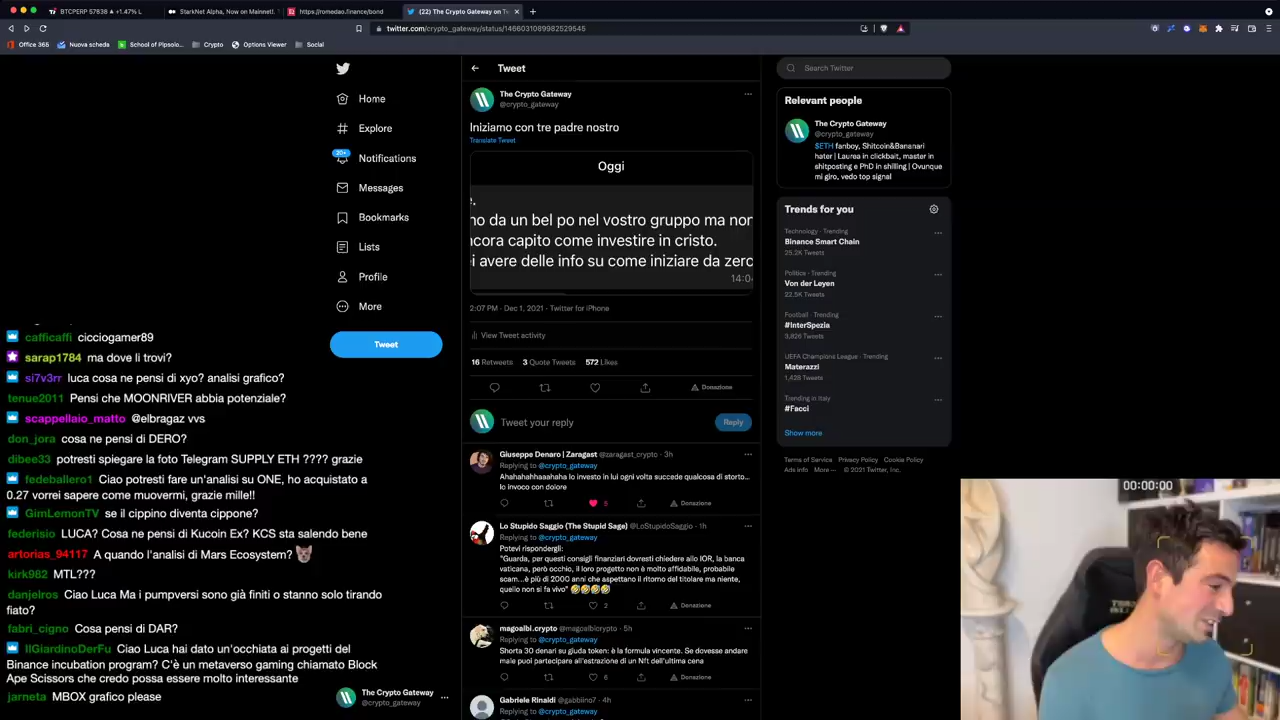 BTCPERP 57838 ▲ +1.47% L
StarkNet Alpha, Now on Mainnet!
https://romedao.finance/bond
(22) The Crypto Gateway on T
twitter.com/crypto_gateway/status/1466031089982529545
Office 365
Nuova scheda
School of Pipsolo...
Crypto
Options Viewer
Social
Home
Explore
20+
Notifications
Messages
Bookmarks
Lists
Profile
More
Tweet
Tweet
The Crypto Gateway
@crypto_gateway
Iniziamo con tre padre nostro
Translate Tweet
Oggi
no da un bel po nel vostro gruppo ma non
ncora capito come investire in cristo.
ei avere delle info su come iniziare da zero
14:04
2:07 PM · Dec 1, 2021 · Twitter for iPhone
View Tweet activity
16 Retweets 3 Quote Tweets 572 Likes
Donazione
Tweet your reply
Reply
Giuseppe Denaro | Zaragast @zaragast_crypto · 3h
Replying to @crypto_gateway
Ahahahhaaahaha Io investo in lui ogni volta succede qualcosa di storto...
lo invoco con dolore
5
Donazione
Lo Stupido Saggio (The Stupid Sage) @LoStupidoSaggio · 1h
Replying to @crypto_gateway
Potevi rispondergli:
"Guarda, per questi consigli finanziari dovresti chiedere allo IOR, la banca
vaticana, però occhio, il loro progetto non è molto affidabile, probabile
scam...è più di 2000 anni che aspettano il ritorno del titolare ma niente,
quello non si fa vivo" 🤣🤣🤣🤣
2
Donazione
magoalbi.crypto @magoalbicrypto · 5h
Replying to @crypto_gateway
Shorta 30 denari su giuda token: è la formula vincente. Se dovesse andare
male puoi partecipare all'estrazione di un Nft dell'ultima cena
6
Donazione
Gabriele Rinaldi @gabbiino7 · 4h
Replying to @crypto_gateway
Search Twitter
Relevant people
The Crypto Gateway
@crypto_gateway
$ETH fanboy, Shitcoin&Bananari
hater | Laurea in clickbait, master in
shitposting e PhD in shilling | Ovunque
mi giro, vedo top signal
Trends for you
Technology · Trending
Binance Smart Chain
25.2K Tweets
Politics · Trending
Von der Leyen
22.5K Tweets
Football · Trending
#InterSpezia
3,826 Tweets
UEFA Champions League · Trending
Materazzi
1,428 Tweets
Trending in Italy
#Facci
Show more
Terms of Service Privacy Policy Cookie Policy
Ads info More ··· © 2021 Twitter, Inc.
cafficaffi ciociogamer89
sarap1784 ma dove li trovi?
si7v3rr luca cosa ne pensi di xyo? analisi grafico?
tenue2011 Pensi che MOONRIVER abbia potenziale?
scappellaio_matto @elbragaz vvs
don_jora cosa ne pensi di DERO?
dibee33 potresti spiegare la foto Telegram SUPPLY ETH ???? grazie
fedeballero1 Ciao potresti fare un'analisi su ONE, ho acquistato a
0.27 vorrei sapere come muovermi, grazie mille!!
GimLemonTV se il cippino diventa cippone?
federisio LUCA? Cosa ne pensi di Kucoin Ex? KCS sta salendo bene
artorias_94117 A quando l'analisi di Mars Ecosystem?
kirk982 MTL???
danjelros Ciao Luca Ma i pumpversi sono già finiti o stanno solo tirando
fiato?
fabri_cigno Cosa pensi di DAR?
IlGiardinoDerFu Ciao Luca hai dato un'occhiata ai progetti del
Binance incubation program? C'è un metaverso gaming chiamato Block
Ape Scissors che credo possa essere molto interessante
jarneta MBOX grafico please
The Crypto Gateway
@crypto_gateway
00:00:00